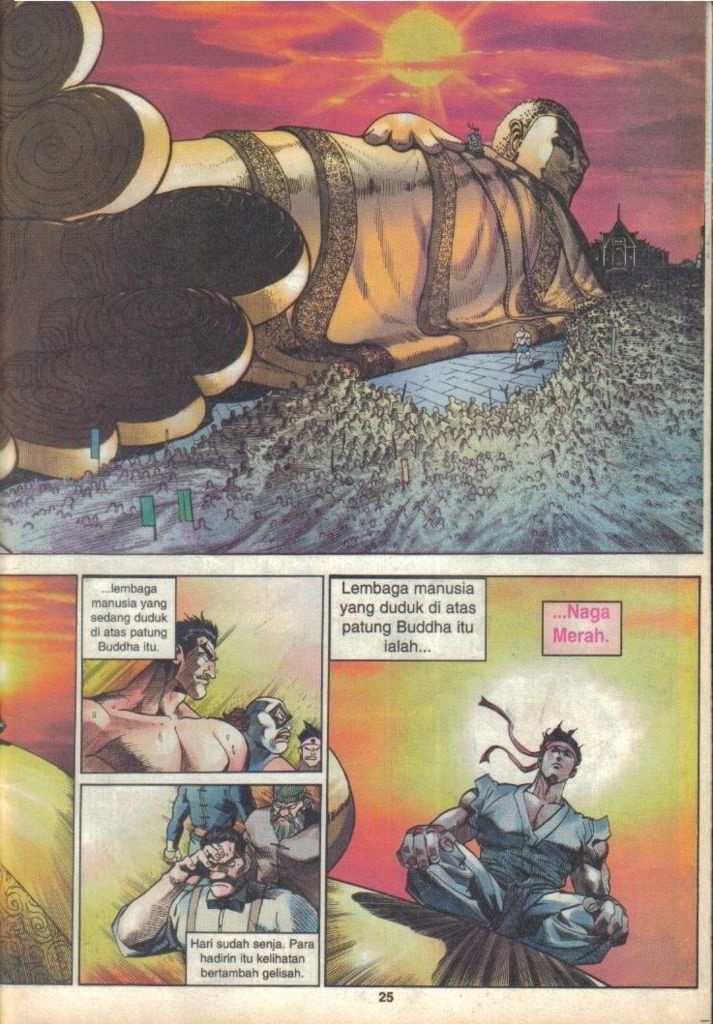 ...lembaga
manusia yang
sedang duduk
di atas patung
Buddha itu.
Lembaga manusia
yang duduk di atas
patung Buddha itu
ialah...
...Naga
Merah.
Hari sudah senja. Para
hadirin itu kelihatan
bertambah gelisah.
25